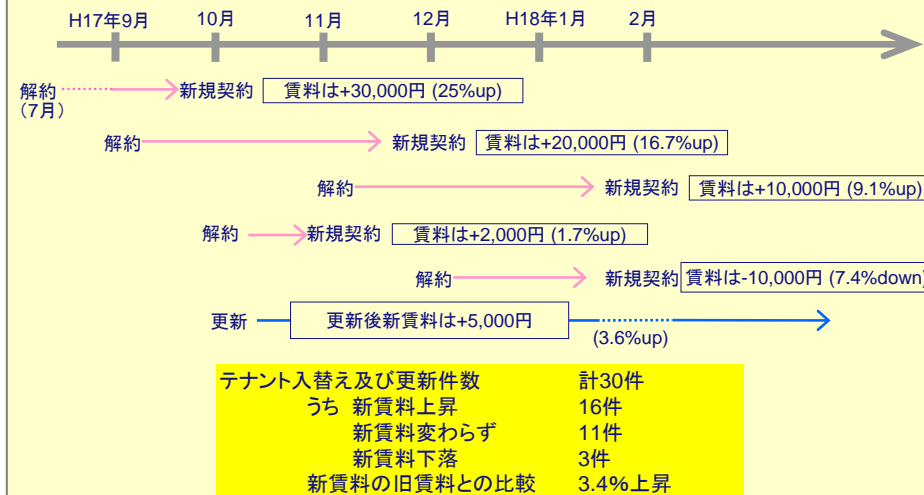 H17年9月 10月 11月 12月 H18年1月 2月
解約 新規契約 賃料は+30,000円 (25%up)
(7月)
解約 新規契約 賃料は+20,000円 (16.7%up)
解約 新規契約 賃料は+10,000円 (9.1%up)
解約 新規契約 賃料は+2,000円 (1.7%up)
解約 新規契約 賃料は-10,000円 (7.4%down)
更新 更新後新賃料は+5,000円
(3.6%up)
テナント入替え及び更新件数 計30件
うち 新賃料上昇 16件
新賃料変わらず 11件
新賃料下落 3件
新賃料の旧賃料との比較 3.4%上昇